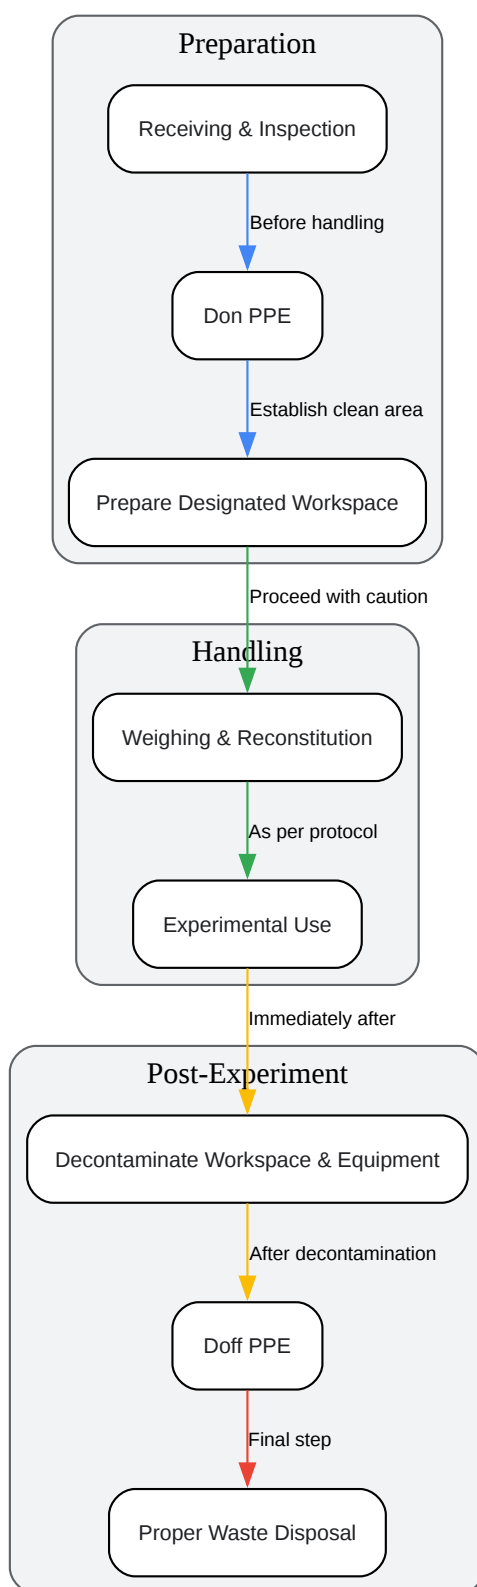 Preparation
Receiving & Inspection
Before handling
Don PPE
Establish clean area
Prepare Designated Workspace
Proceed with caution
Handling
Weighing & Reconstitution
As per protocol
Experimental Use
Immediately after
Post-Experiment
Decontaminate Workspace & Equipment
After decontamination
Doff PPE
Final step
Proper Waste Disposal